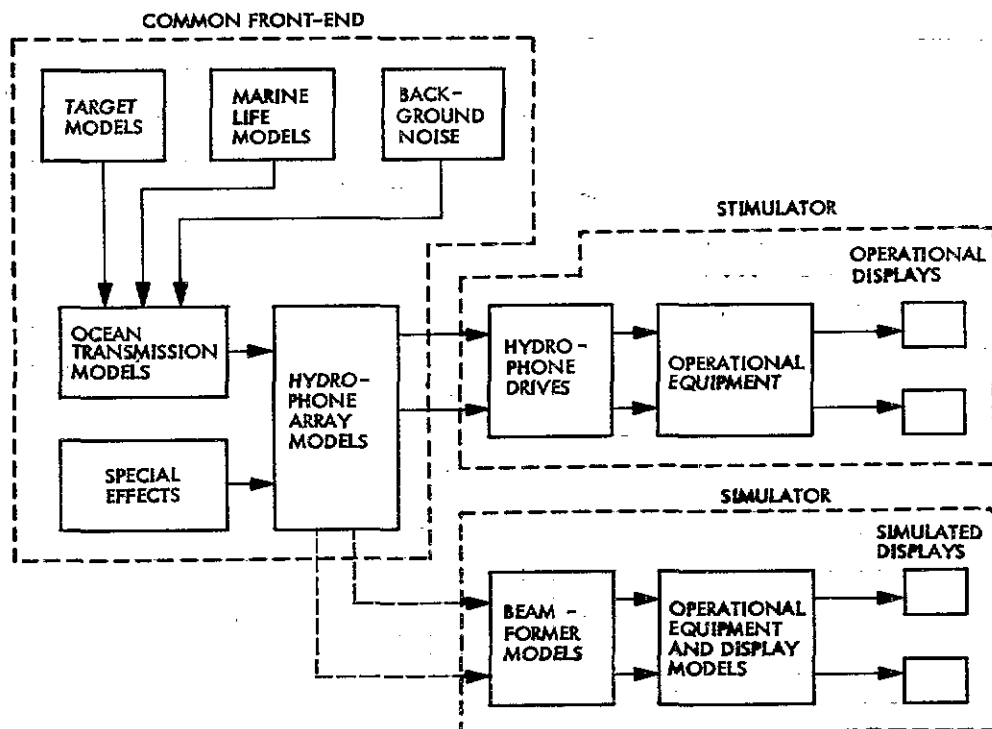 COMMON FRONT-END
TARGET
MODELS
MARINE
LIFE
MODELS
BACK-
GROUND
NOISE
OCEAN
TRANSMISSION
MODELS
HYDRO-
PHONE
ARRAY
MODELS
SPECIAL
EFFECTS
STIMULATOR
HYDRO-
PHONE
DRIVES
OPERATIONAL
EQUIPMENT
OPERATIONAL
DISPLAYS
SIMULATOR
BEAM-
FORMER
MODELS
OPERATIONAL
EQUIPMENT
AND DISPLAY
MODELS
SIMULATED
DISPLAYS